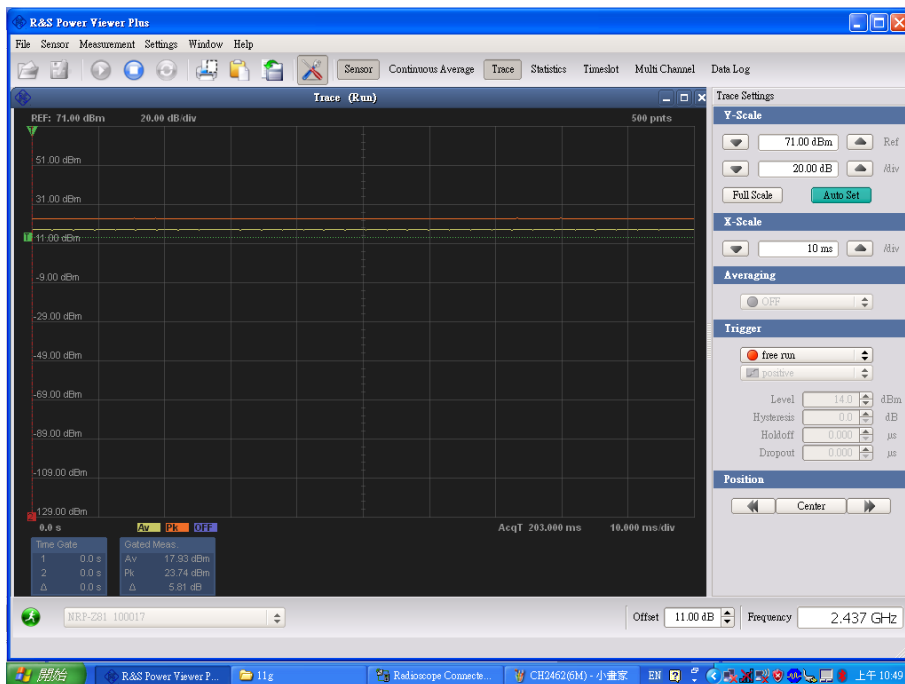 R&S Power Viewer Plus
File Sensor Measurement Settings Window Help
Sensor Continuous Average Trace Statistics Timeslot Multi Channel Data Log
Trace (Run)
REF: 71.00 dBm 20.00 dB/div 500 pnts
51.00 dBm
31.00 dBm
11.00 dBm
-9.00 dBm
-29.00 dBm
-49.00 dBm
-69.00 dBm
-89.00 dBm
-109.00 dBm
-129.00 dBm
0.0 s Av Pk OFF AcqT 203.000 ms 10.000 ms/div
Time Gate
1 0.0 s
2 0.0 s
Δ 0.0 s
Gated Meas.
Av 17.93 dBm
Pk 23.74 dBm
Δ 5.81 dB
Trace Settings
Y-Scale
71.00 dBm Ref
20.00 dB /div
Full Scale Auto Set
X-Scale
10 ms /div
Averaging
OFF
Trigger
free run
positive
Level 14.0 dBm
Hysteresis 0.0 dB
Holdoff 0.000 µs
Dropout 0.000 µs
Position
Center
NRP-Z81 100017 Offset 11.00 dB Frequency 2.437 GHz
開始 R&S Power Viewer P... 11g Radioscope Connecte... CH2462(6M) - 小畫家 EN 上午 10:49